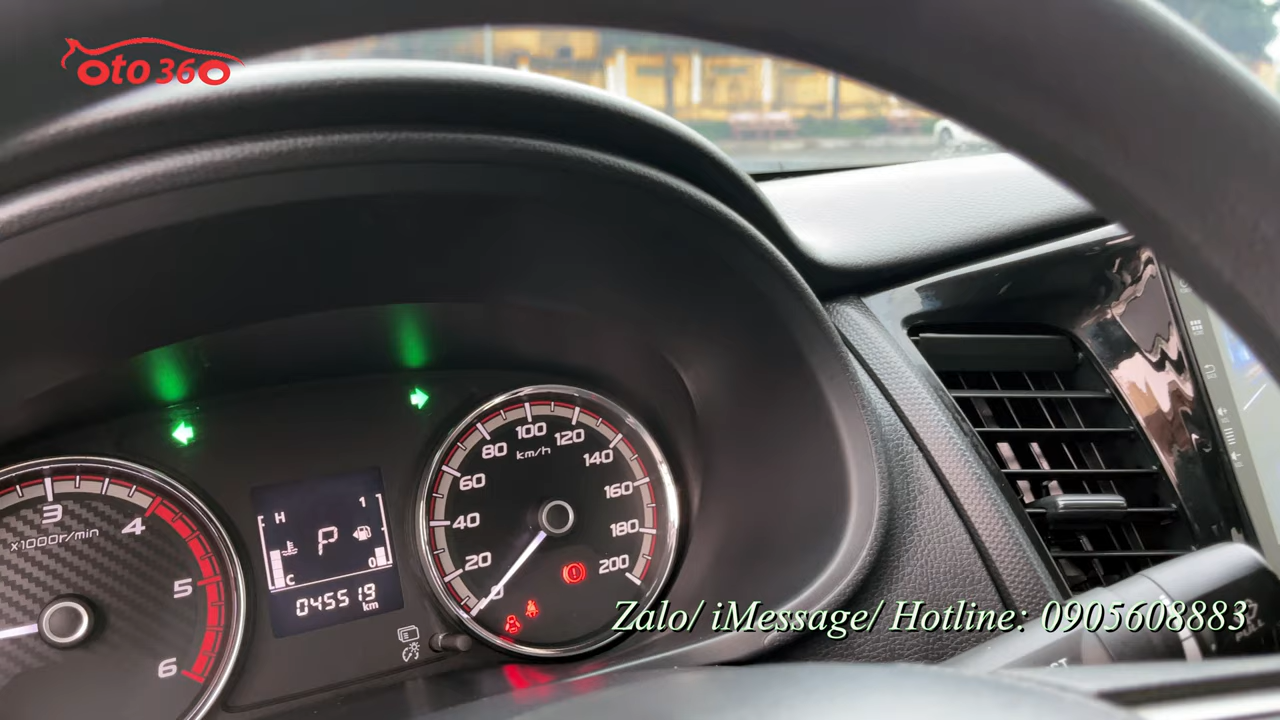 oto360
80 100 120
km/h
60 140
40 160
20 180
0 200
3 4
x1000r/min
5
6
H 1
P
C 0
045519
km
Zalo/ iMessage/ Hotline: 0905608883